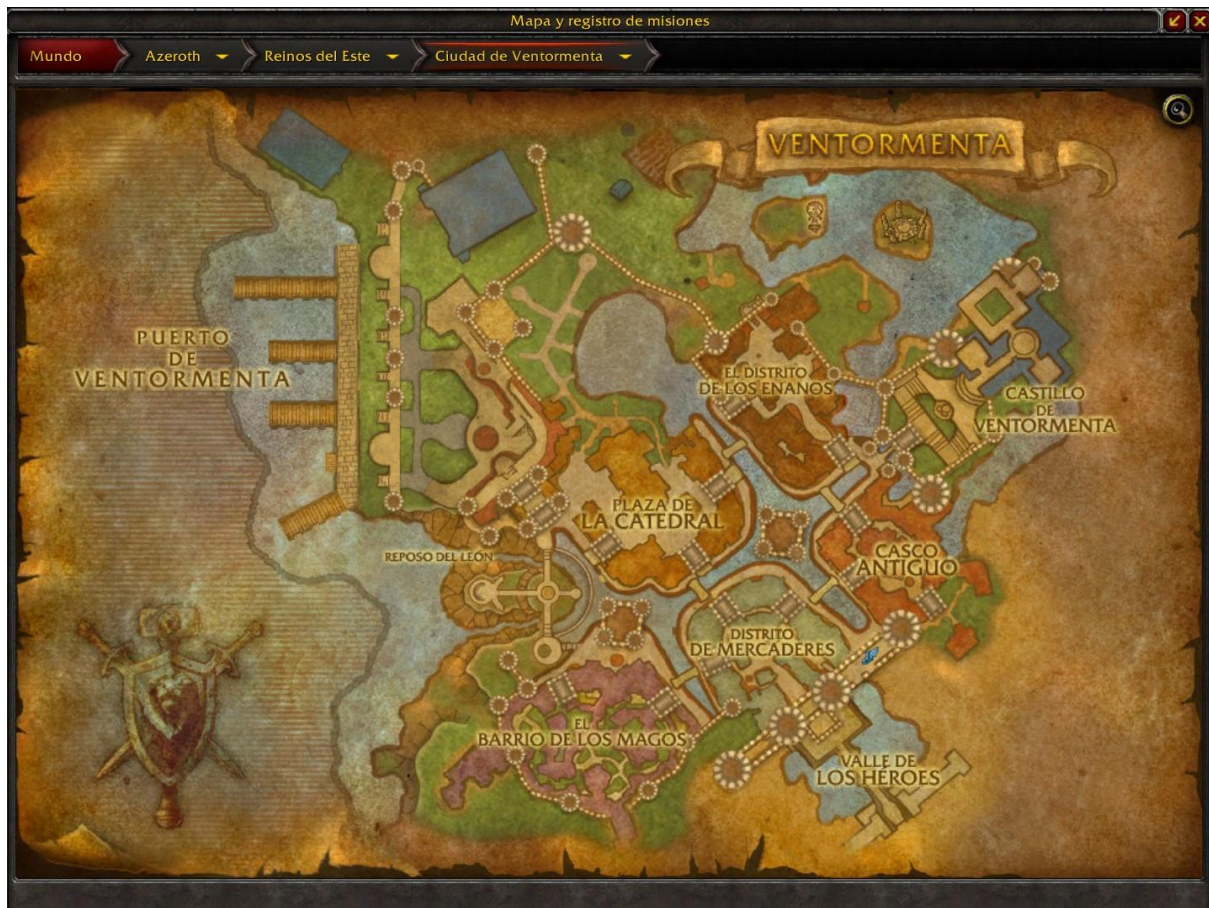 Mapa y registro de misiones
Mundo
Azeroth
Reinos del Este
Ciudad de Ventormenta
VENTORMENTA
PUERTO
DE
VENTORMENTA
EL DISTRITO
DE LOS ENANOS
CASTILLO
DE
VENTORMENTA
PLAZA DE
LA CATEDRAL
CASCO
ANTIGUO
REPOSO DEL LEÓN
DISTRITO
DE MERCADERES
EL
BARRIO DE LOS MAGOS
VALLE DE
LOS HÉROES